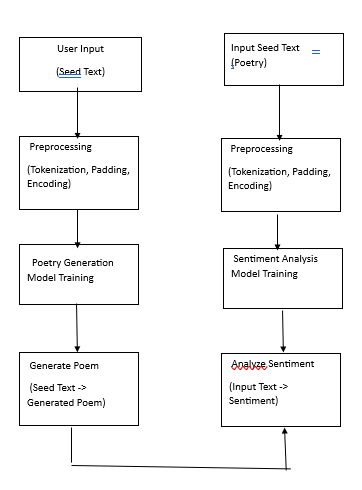 User Input
(Seed Text)
Preprocessing
(Tokenization, Padding,
Encoding)
Poetry Generation
Model Training
Generate Poem
(Seed Text ->
Generated Poem)
Input Seed Text
(Poetry)
Preprocessing
(Tokenization, Padding,
Encoding)
Sentiment Analysis
Model Training
Analyze Sentiment
(Input Text ->
Sentiment)